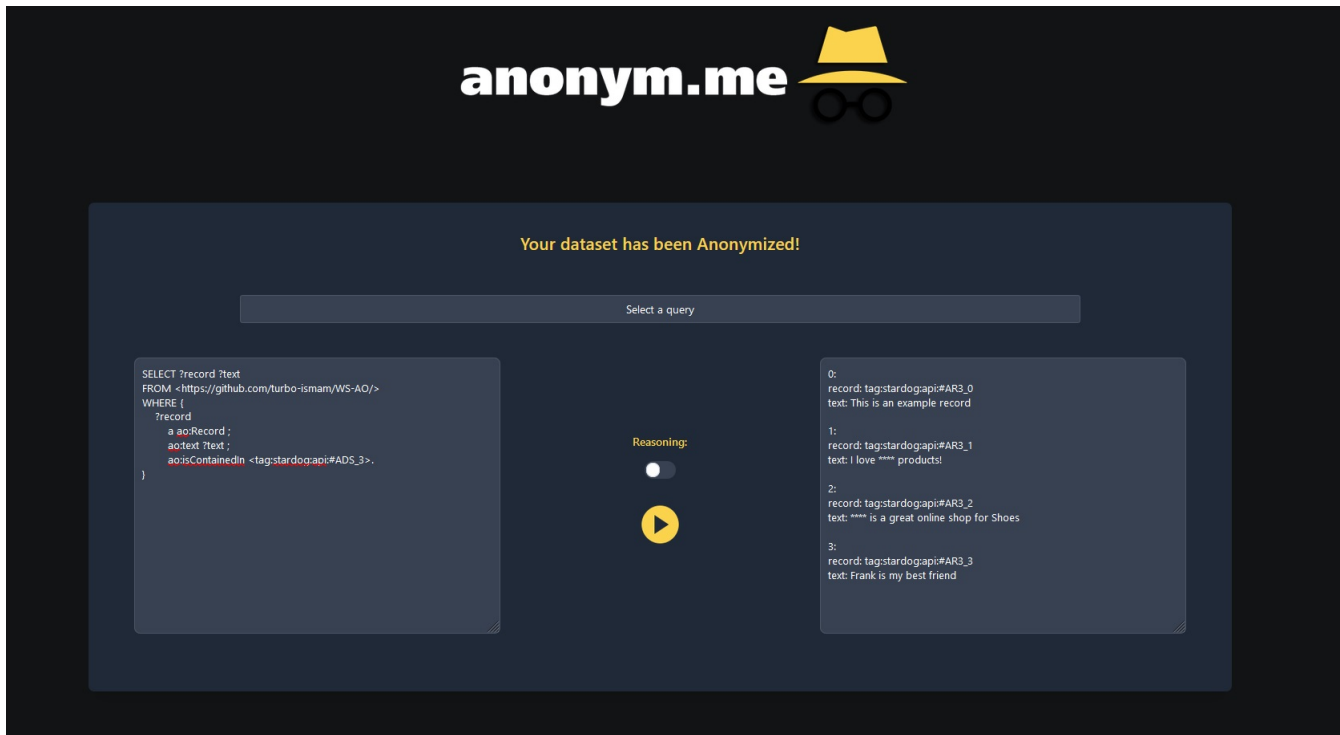 anonym.me
Your dataset has been Anonymized!
Select a query
SELECT ?record ?text
FROM <https://github.com/turbo-ismam/WS-AO/>
WHERE {
?record
a ao:Record ;
ao:text ?text ;
ao:isContainedIn <tag:stardog:api:#ADS_3>.
}
Reasoning:
0:
record: tag:stardog:api:#AR3_0
text: This is an example record
1:
record: tag:stardog:api:#AR3_1
text: I love **** products!
2:
record: tag:stardog:api:#AR3_2
text: **** is a great online shop for Shoes
3:
record: tag:stardog:api:#AR3_3
text: Frank is my best friend